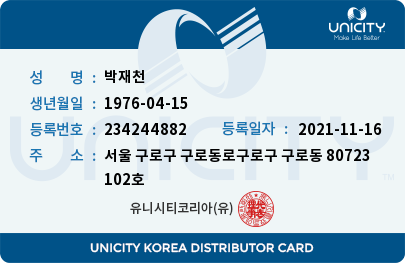 UNICITY
Make Life Better
성 명 : 박재천
생년월일 : 1976-04-15
등록번호 : 234244882 등록일자 : 2021-11-16
주 소 : 서울 구로구 구로동로구로구 구로동 80723
102호
UNICITY
유니시티코리아(유)
UNICITY KOREA DISTRIBUTOR CARD